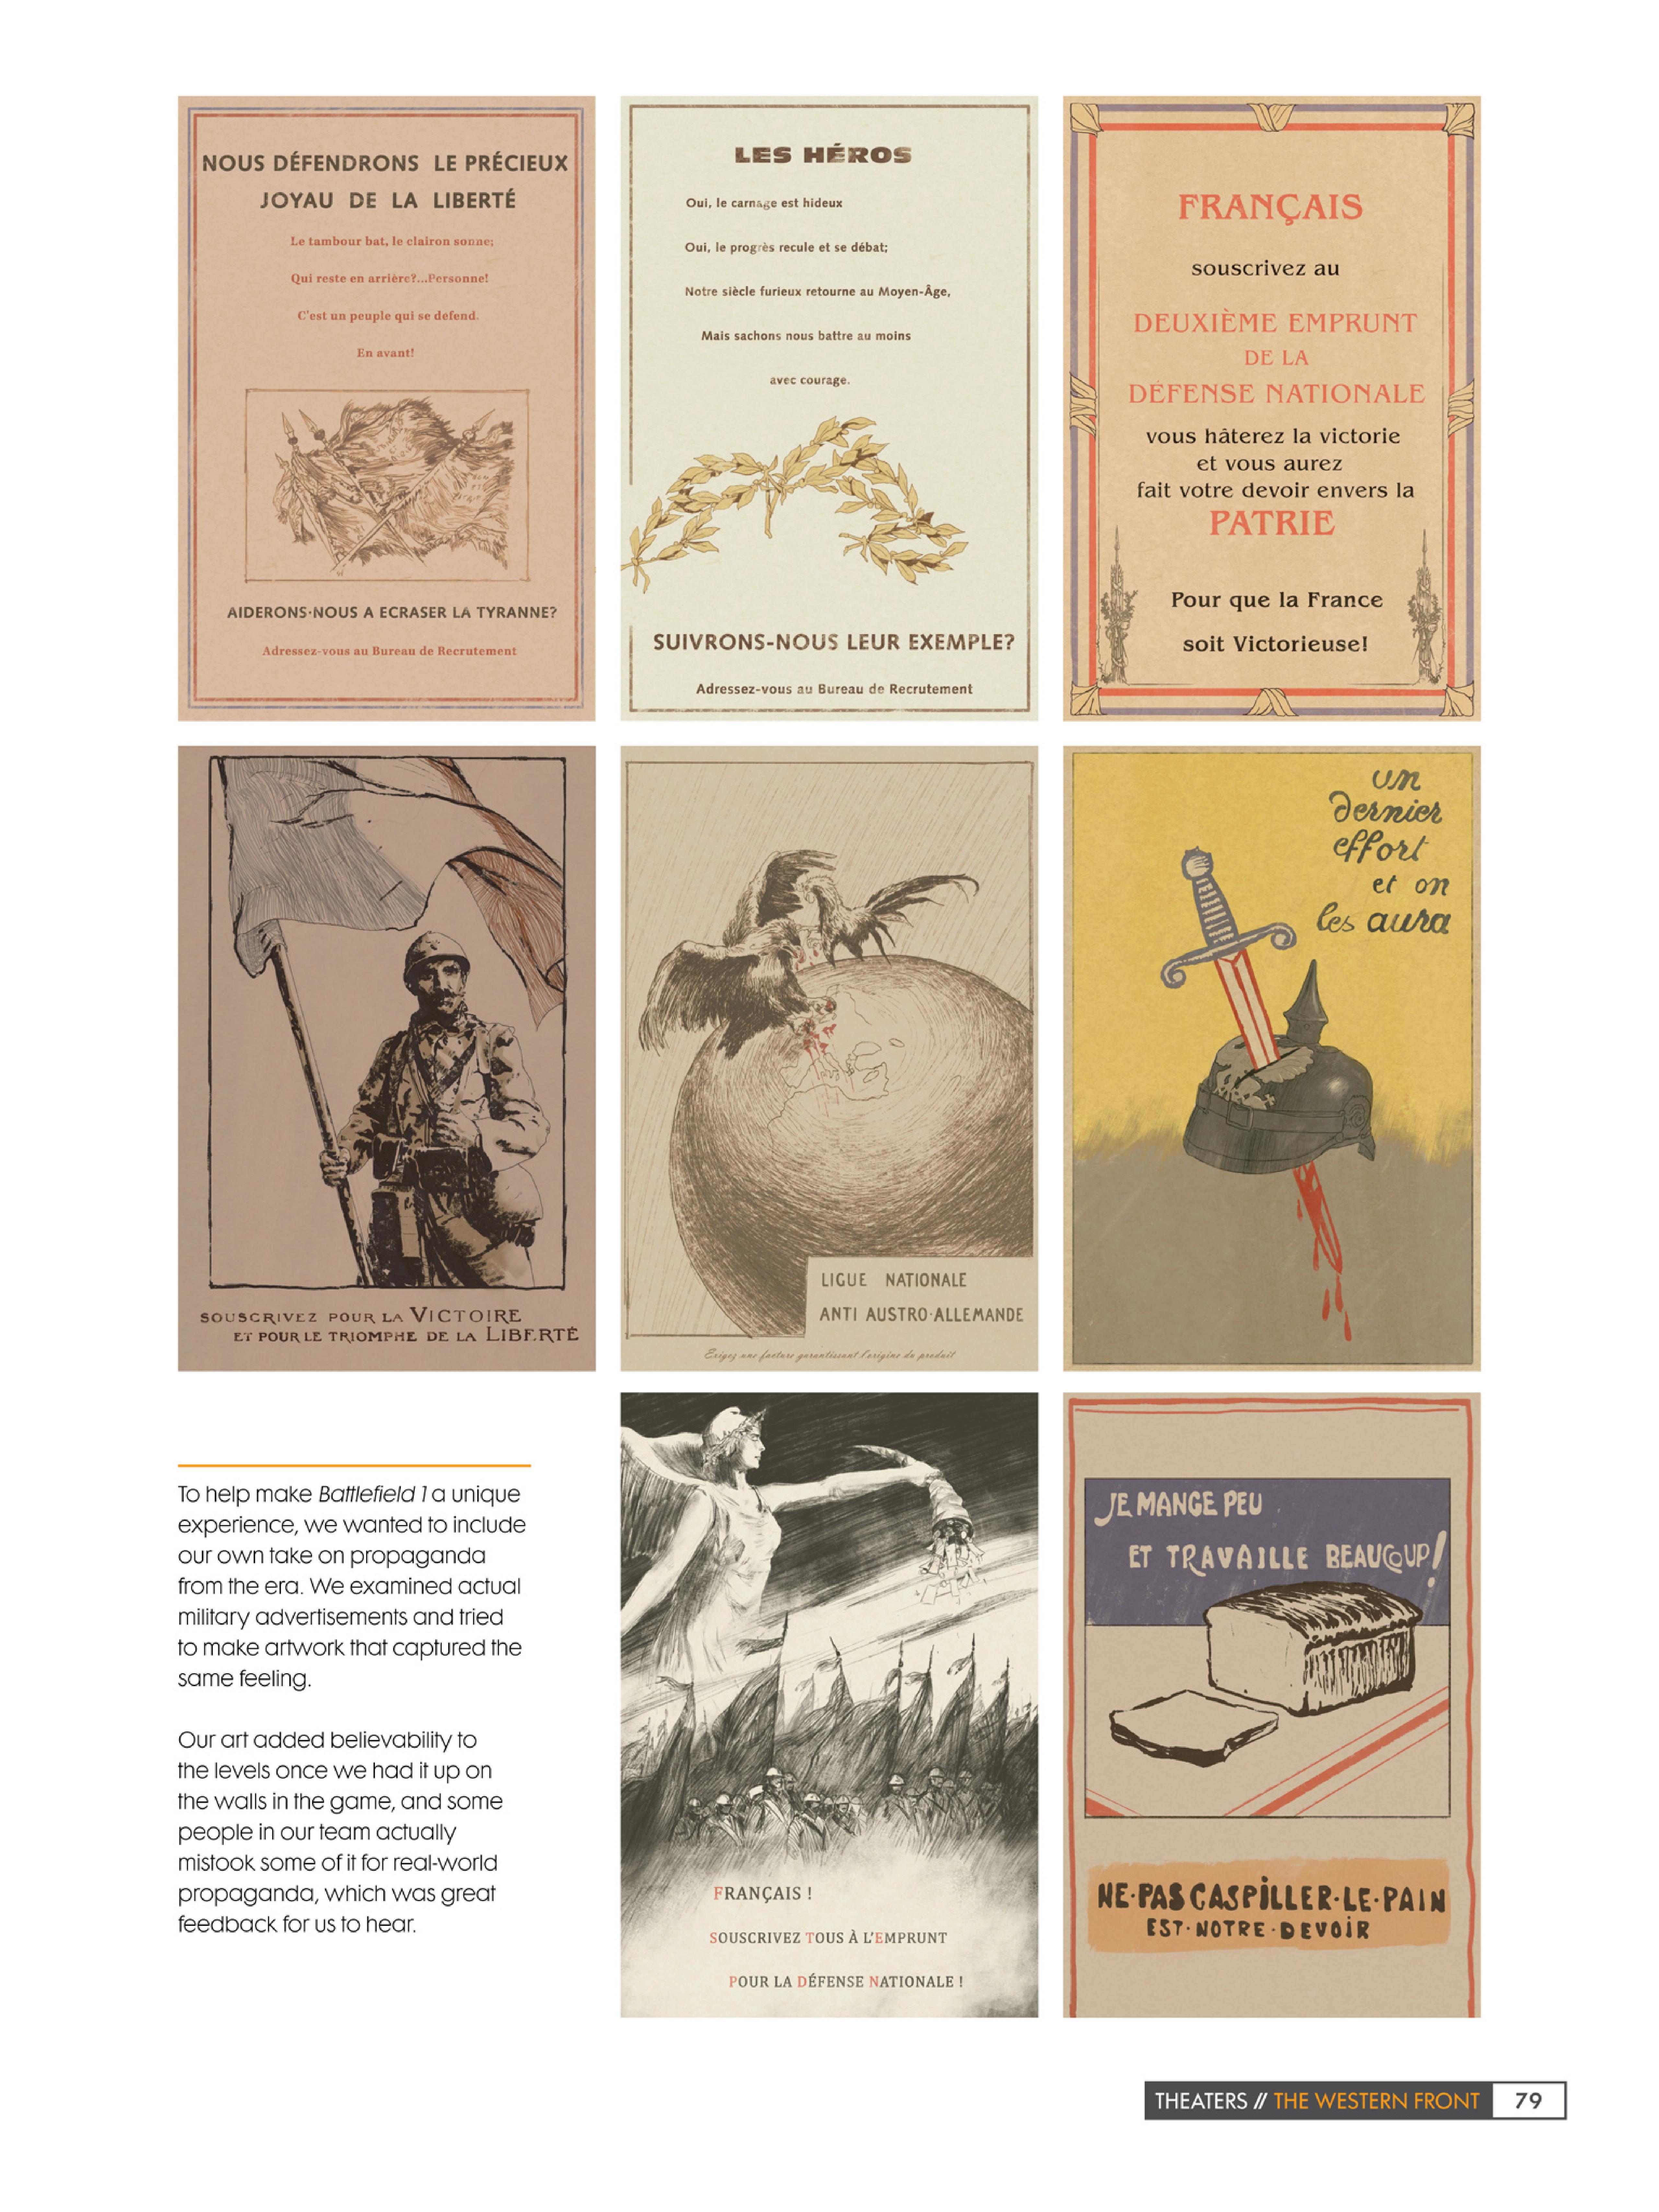 NOUS DÉFENDRONS LE PRÉCIEUX
JOYAU DE LA LIBERTÉ
Le tambour bat, le clairon sonne;
Qui reste en arrière?...Personne!
C'est un peuple qui se défend.
En avant!
AIDERONS-NOUS A ECRASER LA TYRANNE?
Adressez-vous au Bureau de Recrutement
LES HÉROS
Oui, le carnage est hideux
Oui, le progrès recule et se débat;
Notre siècle furieux retourne au Moyen-Âge,
Mais sachons nous battre au moins
avec courage.
SUIVRONS-NOUS LEUR EXEMPLE?
Adressez-vous au Bureau de Recrutement
FRANÇAIS
souscrivez au
DEUXIÈME EMPRUNT
DE LA
DÉFENSE NATIONALE
vous hâterez la victorie
et vous aurez
fait votre devoir envers la
PATRIE
Pour que la France
soit Victorieuse!
SOUSCRIVEZ POUR LA VICTOIRE
ET POUR LE TRIOMPHE DE LA LIBERTÉ
LIGUE NATIONALE
ANTI AUSTRO-ALLEMANDE
Exigez une facture garantissant l'origine du produit
un
dernier
effort
et on
les aura
To help make Battlefield 1 a unique
experience, we wanted to include
our own take on propaganda
from the era. We examined actual
military advertisements and tried
to make artwork that captured the
same feeling.
Our art added believability to
the levels once we had it up on
the walls in the game, and some
people in our team actually
mistook some of it for real-world
propaganda, which was great
feedback for us to hear.
FRANÇAIS !
SOUSCRIVEZ TOUS À L'EMPRUNT
POUR LA DÉFENSE NATIONALE !
JE MANGE PEU
ET TRAVAILLE BEAUCOUP!
NE·PAS CASPILLER·LE·PAIN
EST·NOTRE·DEVOIR
THEATERS // THE WESTERN FRONT 79